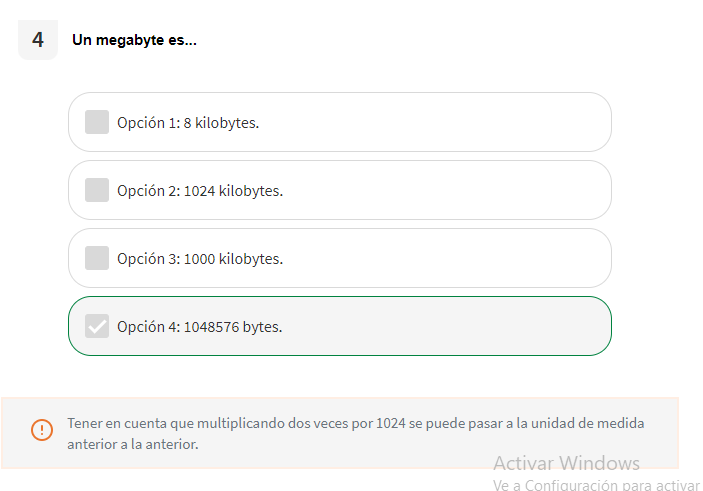 4 Un megabyte es...
Opción 1: 8 kilobytes.
Opción 2: 1024 kilobytes.
Opción 3: 1000 kilobytes.
Opción 4: 1048576 bytes.
Tener en cuenta que multiplicando dos veces por 1024 se puede pasar a la unidad de medida
anterior a la anterior.
Activar Windows
Ve a Configuración para activar